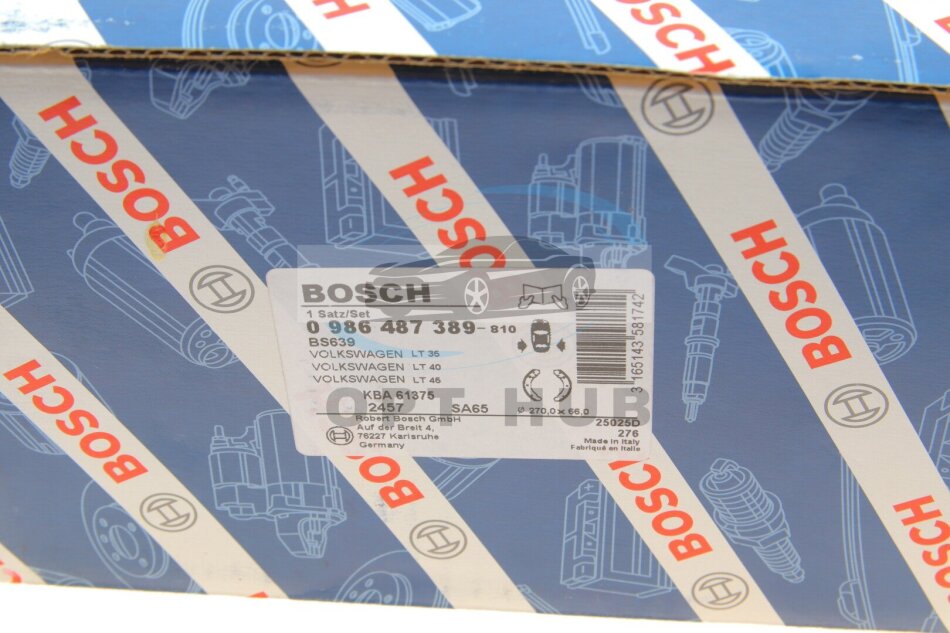 BOSCH
BOSCH
BOSCH
BOSCH
BOSCH
BOSCH
BOSCH
BOSCH
1 Satz/Set
0 986 487 389-810
BS639
VOLKSWAGEN LT 35
VOLKSWAGEN LT 40
VOLKSWAGEN LT 45
KBA 61375
2457 SA65
270,0 x 66,0
3 165143 581742
Robert Bosch GmbH
Auf der Breit 4,
76227 Karlsruhe
Germany
25025D
276
Made in Italy
Fabriqué en Italie
OPT HUB
BOSCH
BOSCH